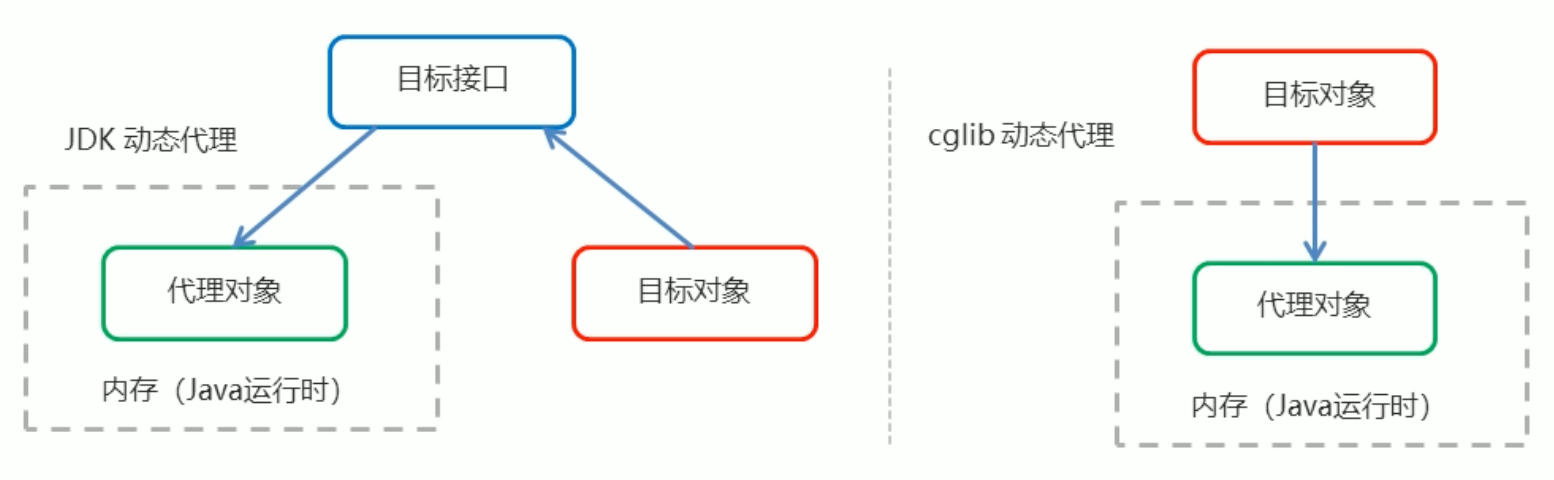 目标接口
JDK 动态代理
代理对象
目标对象
内存（Java运行时）
目标对象
cglib 动态代理
代理对象
内存（Java运行时）